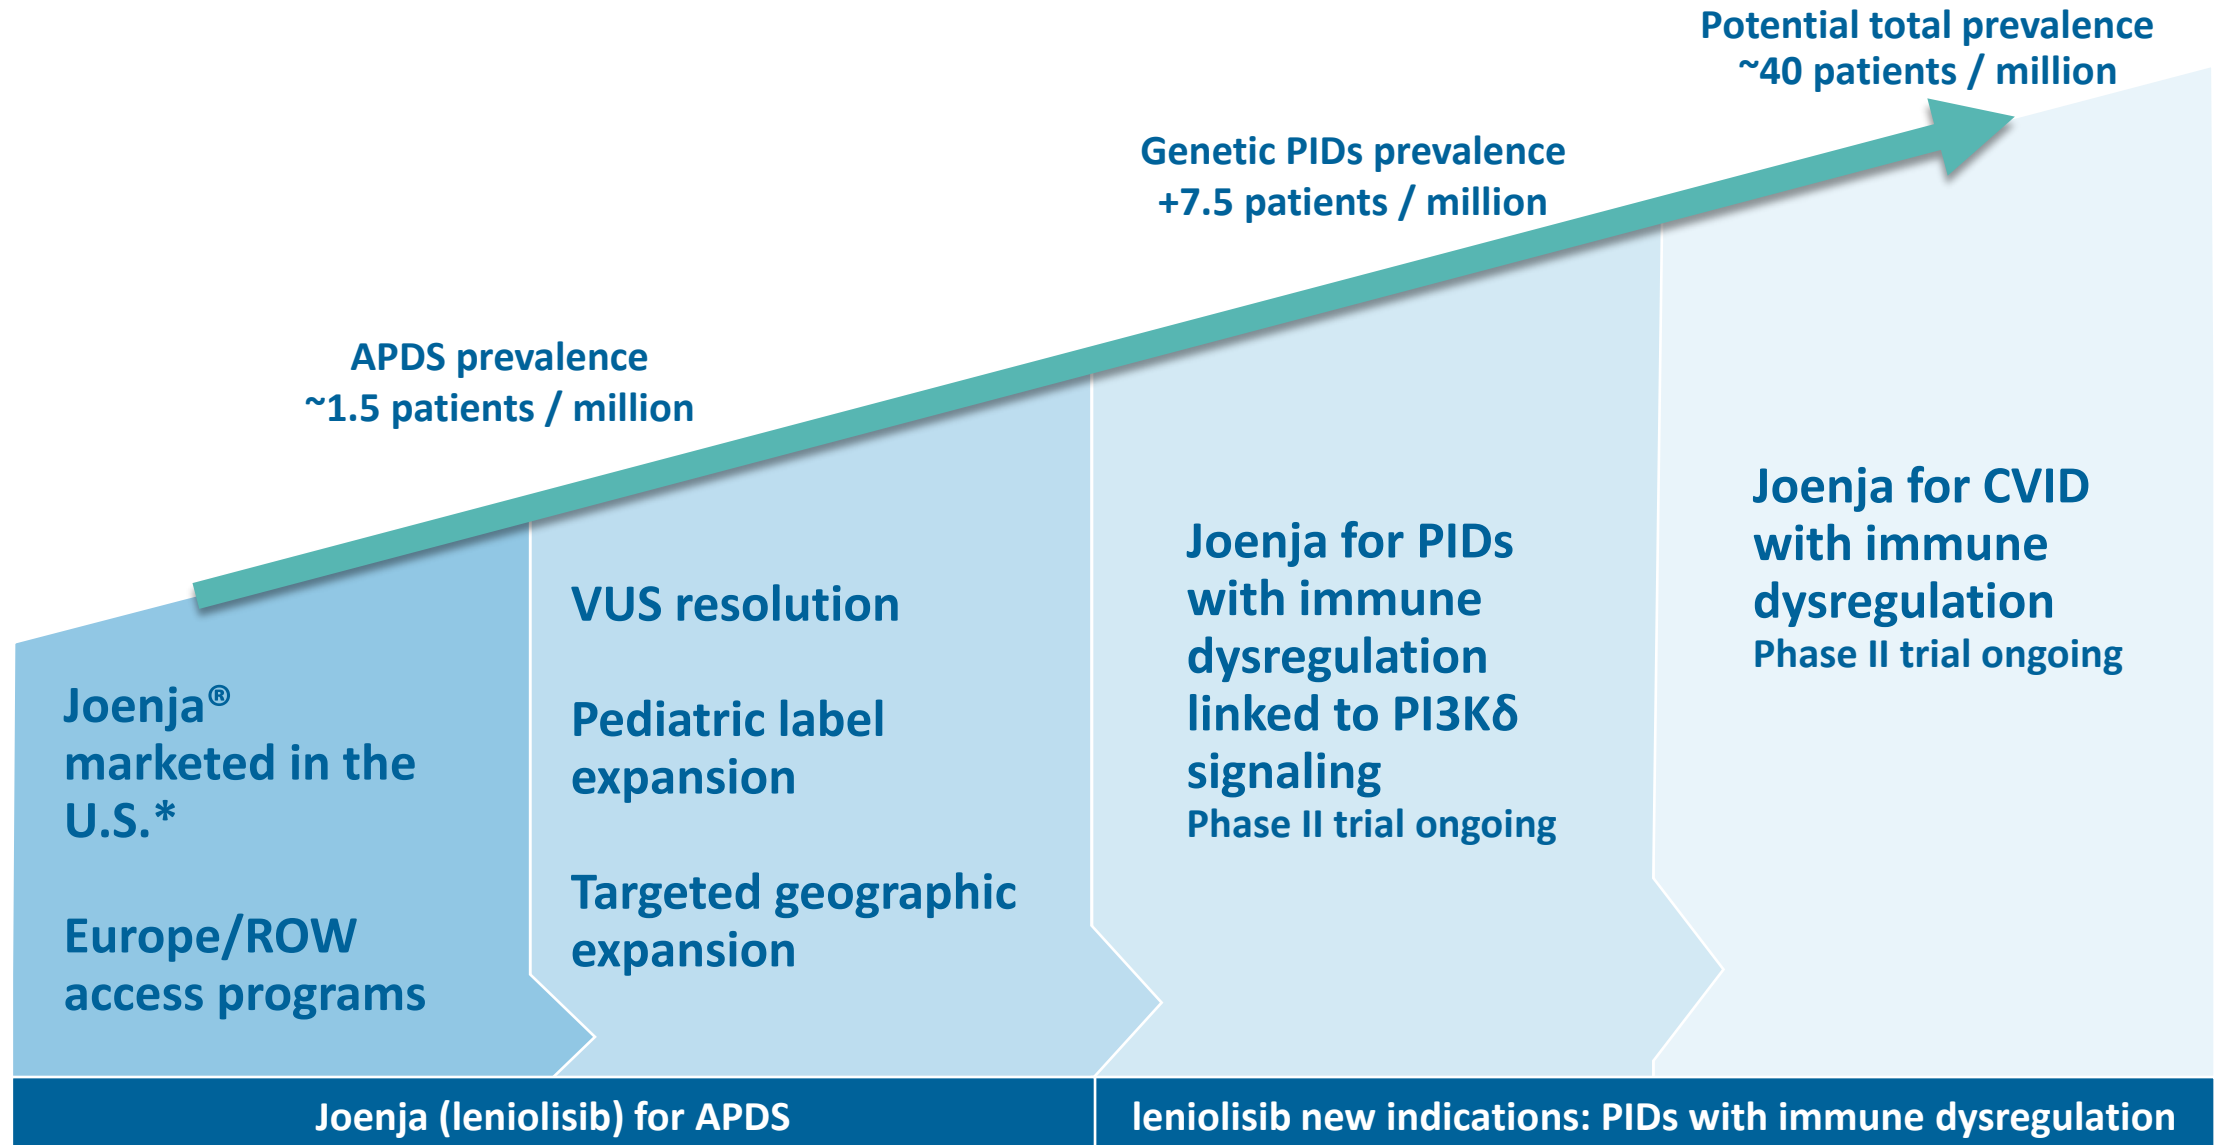 Potential total prevalence
~40 patients / million
Genetic PIDs prevalence
+7.5 patients / million
APDS prevalence
~1.5 patients / million
Joenja®
marketed in the
U.S.*
Europe/ROW
access programs
VUS resolution
Pediatric label
expansion
Targeted geographic
expansion
Joenja for PIDs
with immune
dysregulation
linked to PI3Kδ
signaling
Phase II trial ongoing
Joenja for CVID
with immune
dysregulation
Phase II trial ongoing
Joenja (leniolisib) for APDS
leniolisib new indications: PIDs with immune dysregulation